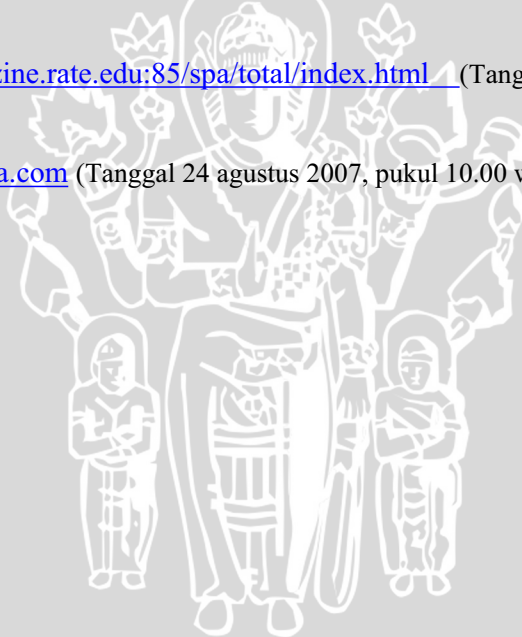 zine.rate.edu:85/spa/total/index.html (Tang
a.com (Tanggal 24 agustus 2007, pukul 10.00 w